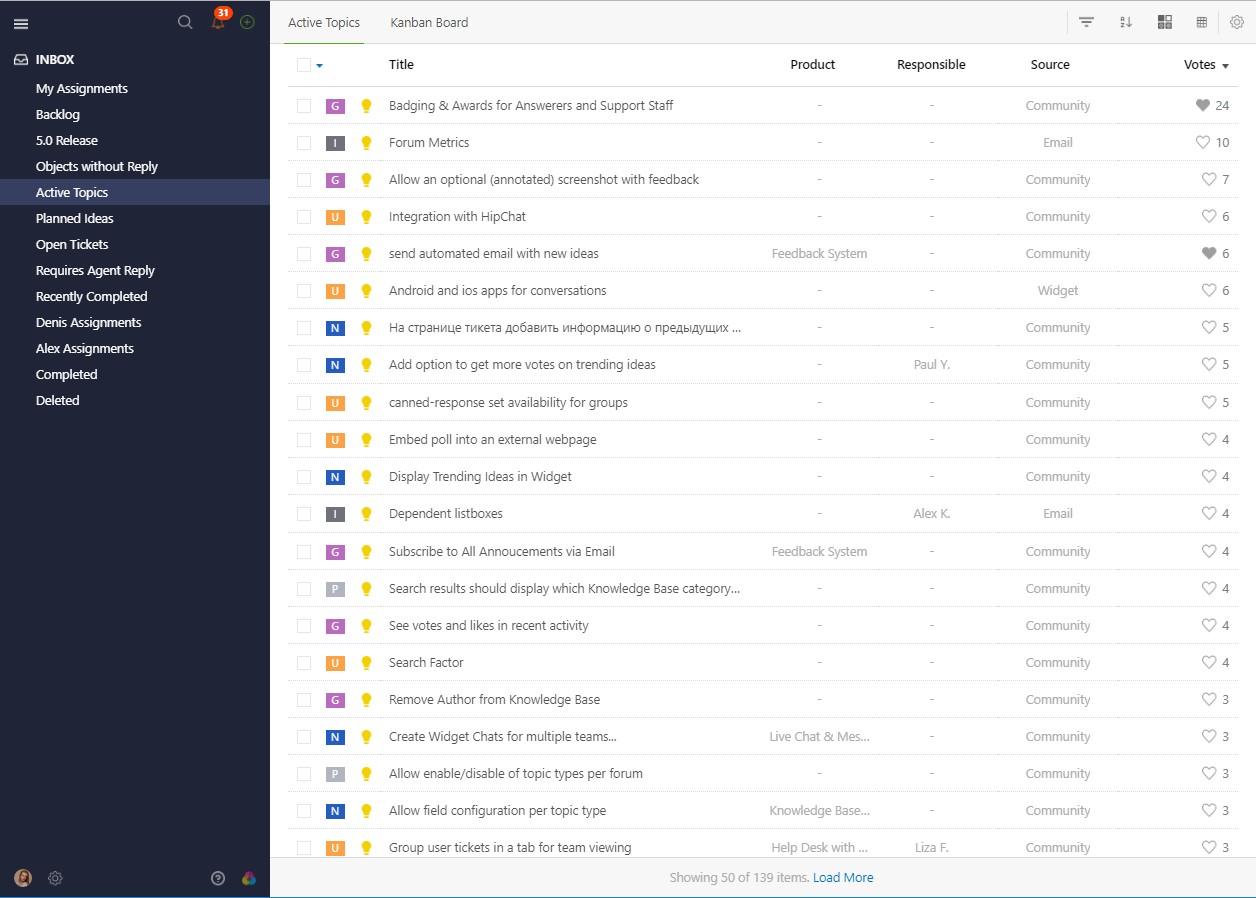 31
Active Topics Kanban Board
INBOX
My Assignments
Backlog
5.0 Release
Objects without Reply
Active Topics
Planned Ideas
Open Tickets
Requires Agent Reply
Recently Completed
Denis Assignments
Alex Assignments
Completed
Deleted
Title Product Responsible Source Votes
G Badging & Awards for Answerers and Support Staff - - Community 24
I Forum Metrics - - Email 10
G Allow an optional (annotated) screenshot with feedback - - Community 7
U Integration with HipChat - - Community 6
G send automated email with new ideas Feedback System - Community 6
U Android and ios apps for conversations - - Widget 6
N На странице тикета добавить информацию о предыдущих ... - - Community 5
N Add option to get more votes on trending ideas - Paul Y. Community 5
U canned-response set availability for groups - - Community 5
U Embed poll into an external webpage - - Community 4
N Display Trending Ideas in Widget - - Community 4
I Dependent listboxes - Alex K. Email 4
G Subscribe to All Annoucements via Email Feedback System - Community 4
P Search results should display which Knowledge Base category... - - Community 4
G See votes and likes in recent activity - - Community 4
U Search Factor - - Community 4
G Remove Author from Knowledge Base - - Community 3
N Create Widget Chats for multiple teams... Live Chat & Mes... - Community 3
P Allow enable/disable of topic types per forum - - Community 3
N Allow field configuration per topic type Knowledge Base... - Community 3
U Group user tickets in a tab for team viewing Help Desk with ... Liza F. Community 3
Showing 50 of 139 items. Load More